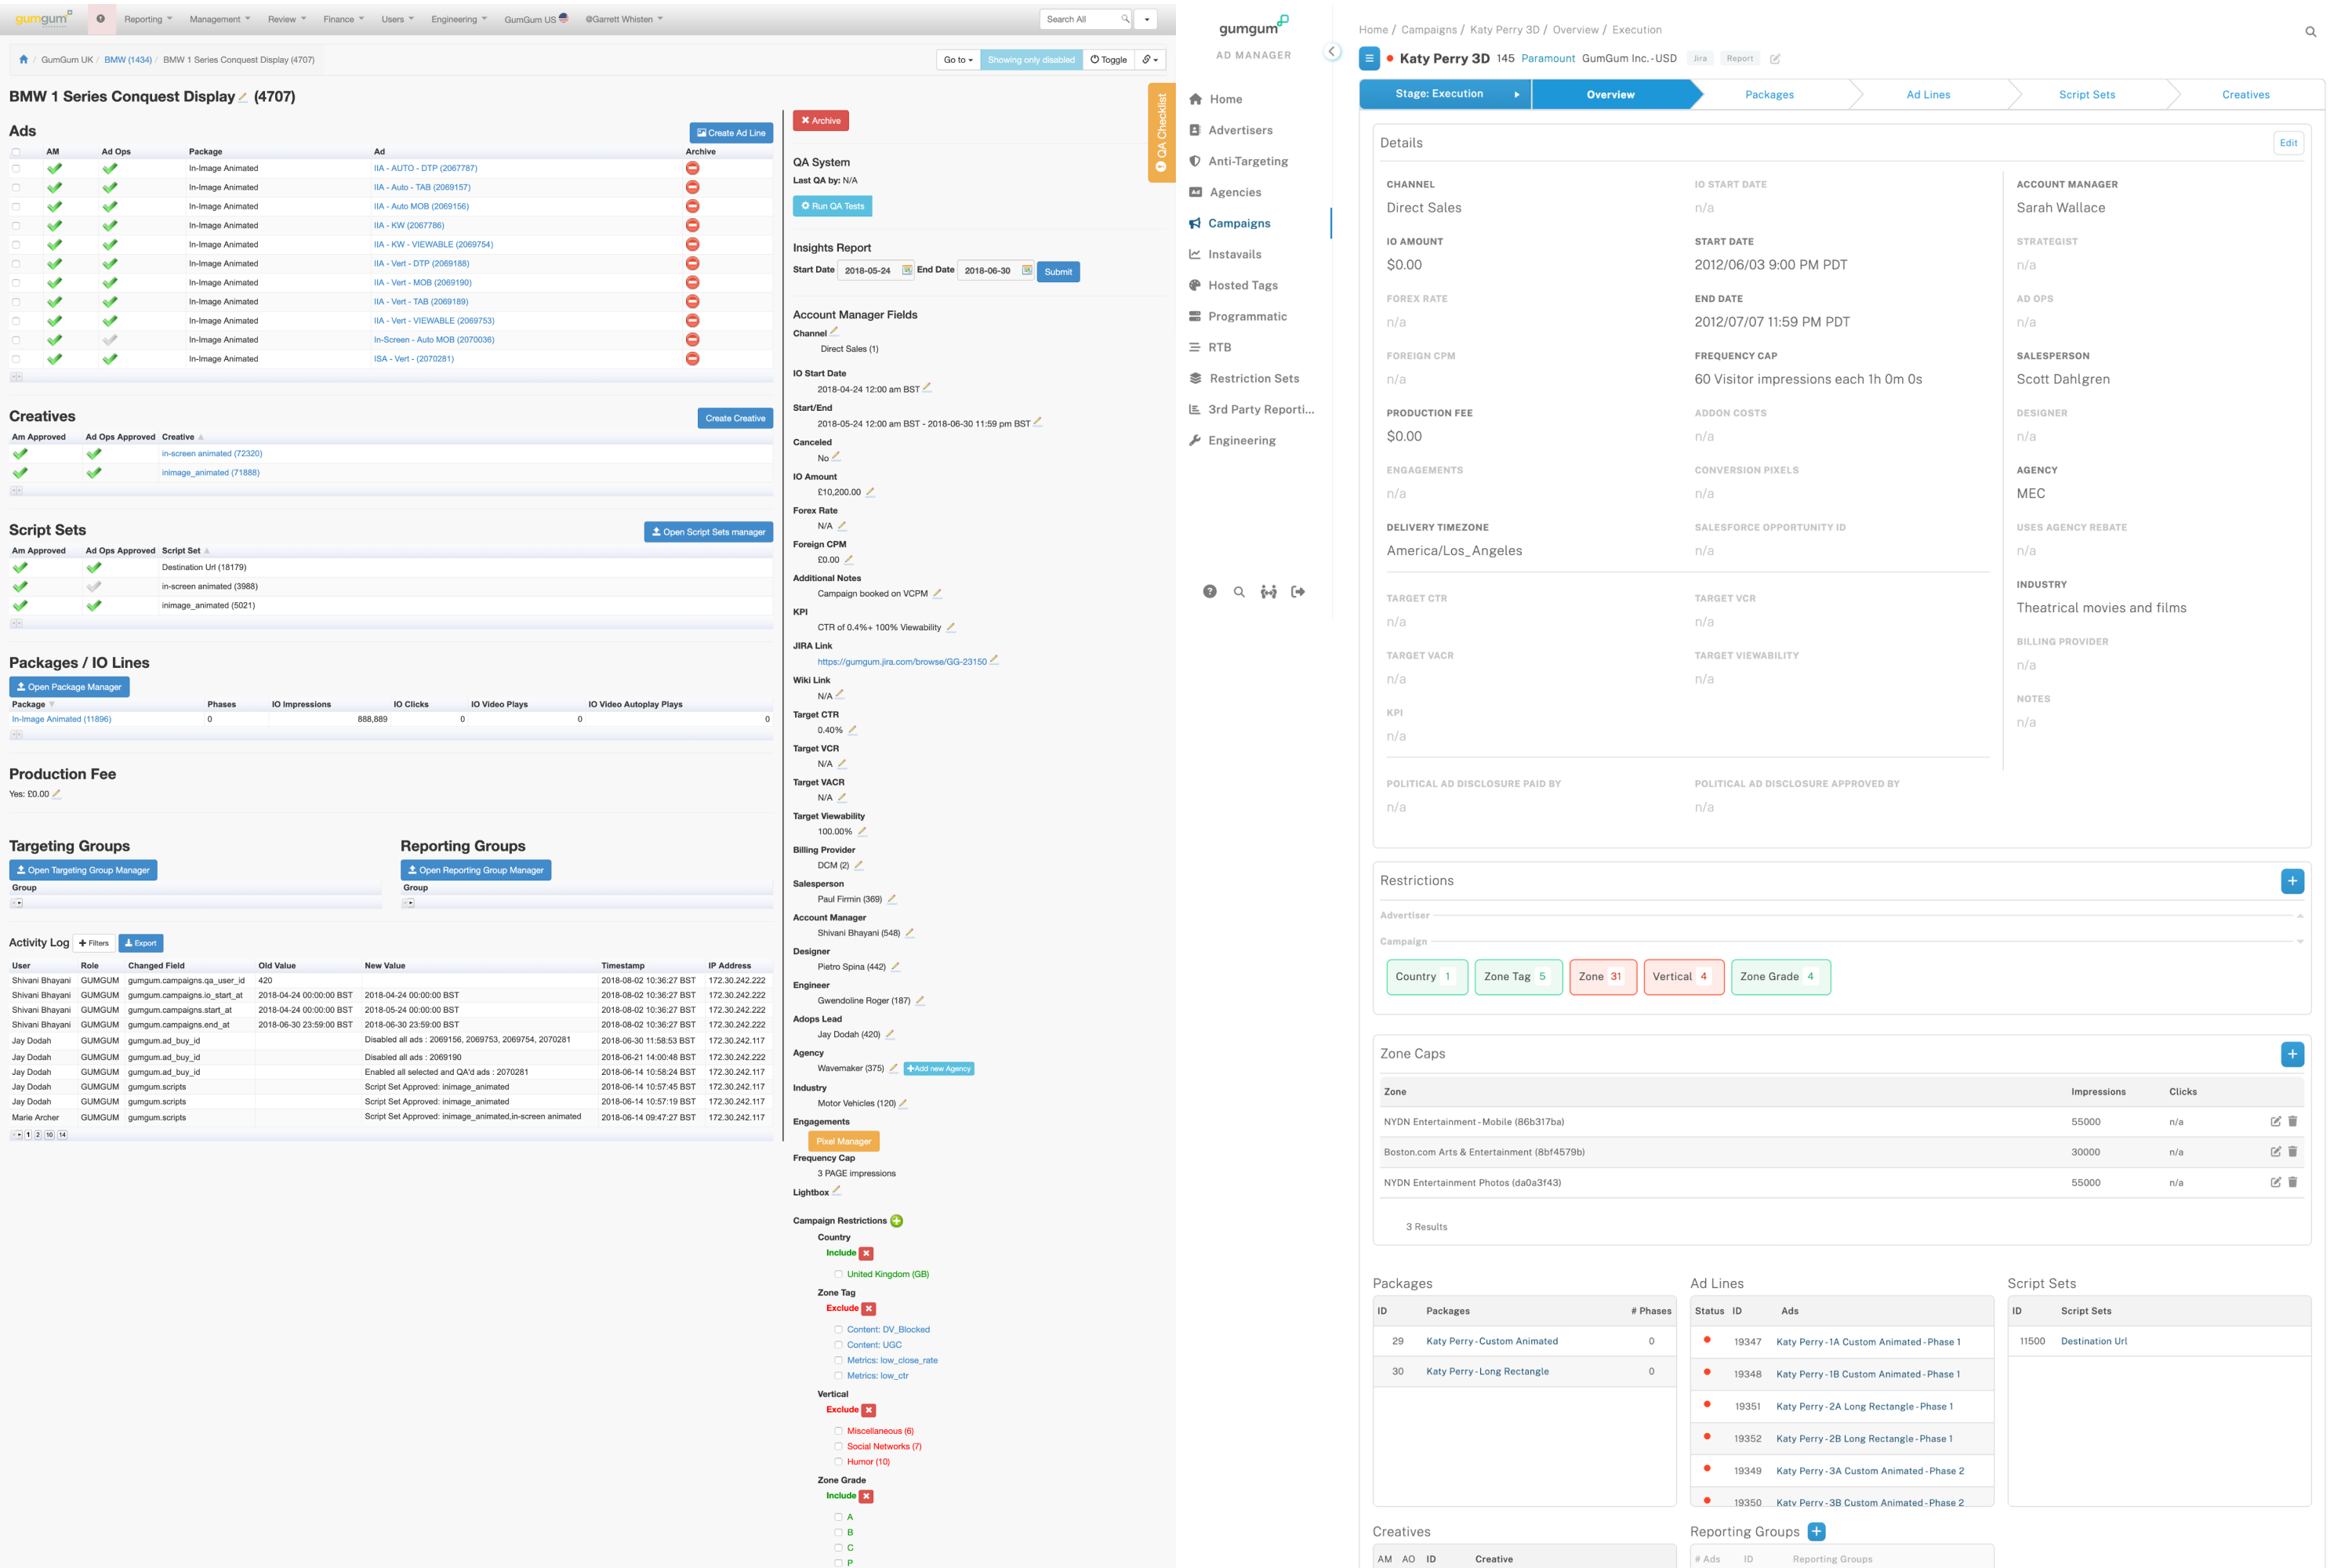 gumgum
Reporting
Management
Review
Finance
Users
Engineering
GumGum US
@Garrett Whisten
Search All
/ GumGum UK / BMW (1434) / BMW 1 Series Conquest Display (4707)
Go to
Showing only disabled
Toggle
BMW 1 Series Conquest Display (4707)
QA Checklist
Ads
Create Ad Line
AM Ad Ops Package Ad Archive
In-Image Animated IIA - AUTO - DTP (2067787)
In-Image Animated IIA - Auto - TAB (2069157)
In-Image Animated IIA - Auto MOB (2069156)
In-Image Animated IIA - KW (2067786)
In-Image Animated IIA - KW - VIEWABLE (2069754)
In-Image Animated IIA - Vert - DTP (2069188)
In-Image Animated IIA - Vert - MOB (2069190)
In-Image Animated IIA - Vert - TAB (2069189)
In-Image Animated IIA - Vert - VIEWABLE (2069753)
In-Image Animated In-Screen - Auto MOB (2070036)
In-Image Animated ISA - Vert - (2070281)
Creatives
Create Creative
Am Approved Ad Ops Approved Creative
in-screen animated (72320)
inimage_animated (71888)
Script Sets
Open Script Sets manager
Am Approved Ad Ops Approved Script Set
Destination Url (18179)
in-screen animated (3988)
inimage_animated (5021)
Packages / IO Lines
Open Package Manager
Package Phases IO Impressions IO Clicks IO Video Plays IO Video Autoplay Plays
In-Image Animated (11896) 0 888,889 0 0 0
Production Fee
Yes: £0.00
Targeting Groups
Open Targeting Group Manager
Group
Reporting Groups
Open Reporting Group Manager
Group
Activity Log
Filters
Export
User Role Changed Field Old Value New Value Timestamp IP Address
Shivani Bhayani GUMGUM gumgum.campaigns.qa_user_id 420 2018-08-02 10:36:27 BST 172.30.242.222
Shivani Bhayani GUMGUM gumgum.campaigns.io_start_at 2018-04-24 00:00:00 BST 2018-04-24 00:00:00 BST 2018-08-02 10:36:27 BST 172.30.242.222
Shivani Bhayani GUMGUM gumgum.campaigns.start_at 2018-04-24 00:00:00 BST 2018-05-24 00:00:00 BST 2018-08-02 10:36:27 BST 172.30.242.222
Shivani Bhayani GUMGUM gumgum.campaigns.end_at 2018-06-30 23:59:00 BST 2018-06-30 23:59:00 BST 2018-08-02 10:36:27 BST 172.30.242.222
Jay Dodah GUMGUM gumgum.ad_buy_id Disabled all ads : 2069156, 2069753, 2069754, 2070281 2018-06-30 11:58:53 BST 172.30.242.117
Jay Dodah GUMGUM gumgum.ad_buy_id Disabled all ads : 2069190 2018-06-21 14:00:48 BST 172.30.242.222
Jay Dodah GUMGUM gumgum.ad_buy_id Enabled all selected and QA'd ads : 2070281 2018-06-14 10:58:24 BST 172.30.242.117
Jay Dodah GUMGUM gumgum.scripts Script Set Approved: inimage_animated 2018-06-14 10:57:45 BST 172.30.242.117
Jay Dodah GUMGUM gumgum.scripts Script Set Approved: inimage_animated 2018-06-14 10:57:19 BST 172.30.242.117
Marie Archer GUMGUM gumgum.scripts Script Set Approved: inimage_animated,in-screen animated 2018-06-14 09:47:27 BST 172.30.242.117
1 2 10 14
Archive
QA System
Last QA by: N/A
Run QA Tests
Insights Report
Start Date 2018-05-24 End Date 2018-06-30 Submit
Account Manager Fields
Channel
Direct Sales (1)
IO Start Date
2018-04-24 12:00 am BST
Start/End
2018-05-24 12:00 am BST - 2018-06-30 11:59 pm BST
Canceled
No
IO Amount
£10,200.00
Forex Rate
N/A
Foreign CPM
£0.00
Additional Notes
Campaign booked on VCPM
KPI
CTR of 0.4%+ 100% Viewability
JIRA Link
https://gumgum.jira.com/browse/GG-23150
Wiki Link
N/A
Target CTR
0.40%
Target VCR
N/A
Target VACR
N/A
Target Viewability
100.00%
Billing Provider
DCM (2)
Salesperson
Paul Firmin (369)
Account Manager
Shivani Bhayani (548)
Designer
Pietro Spina (442)
Engineer
Gwendoline Roger (187)
Adops Lead
Jay Dodah (420)
Agency
Wavemaker (375) +Add new Agency
Industry
Motor Vehicles (120)
Engagements
Pixel Manager
Frequency Cap
3 PAGE impressions
Lightbox
Campaign Restrictions
Country
Include
United Kingdom (GB)
Zone Tag
Exclude
Content: DV_Blocked
Content: UGC
Metrics: low_close_rate
Metrics: low_ctr
Vertical
Exclude
Miscellaneous (6)
Social Networks (7)
Humor (10)
Zone Grade
Include
A
B
C
P
gumgum
AD MANAGER
Home
Advertisers
Anti-Targeting
Agencies
Campaigns
Instavails
Hosted Tags
Programmatic
RTB
Restriction Sets
3rd Party Reporti...
Engineering
Home / Campaigns / Katy Perry 3D / Overview / Execution
Katy Perry 3D 145 Paramount GumGum Inc.-USD Jira Report
Stage: Execution
Overview
Packages
Ad Lines
Script Sets
Creatives
Details
Edit
CHANNEL
Direct Sales
IO AMOUNT
$0.00
FOREX RATE
n/a
FOREIGN CPM
n/a
PRODUCTION FEE
$0.00
ENGAGEMENTS
n/a
DELIVERY TIMEZONE
America/Los_Angeles
IO START DATE
n/a
START DATE
2012/06/03 9:00 PM PDT
END DATE
2012/07/07 11:59 PM PDT
FREQUENCY CAP
60 Visitor impressions each 1h 0m 0s
ADDON COSTS
n/a
CONVERSION PIXELS
n/a
SALESFORCE OPPORTUNITY ID
n/a
TARGET CTR
n/a
TARGET VCR
n/a
TARGET VACR
n/a
TARGET VIEWABILITY
n/a
KPI
n/a
POLITICAL AD DISCLOSURE PAID BY
n/a
POLITICAL AD DISCLOSURE APPROVED BY
n/a
ACCOUNT MANAGER
Sarah Wallace
STRATEGIST
n/a
AD OPS
n/a
SALESPERSON
Scott Dahlgren
DESIGNER
n/a
AGENCY
MEC
USES AGENCY REBATE
n/a
INDUSTRY
Theatrical movies and films
BILLING PROVIDER
n/a
NOTES
n/a
Restrictions
Advertiser
Campaign
Country 1
Zone Tag 5
Zone 31
Vertical 4
Zone Grade 4
Zone Caps
Zone Impressions Clicks
NYDN Entertainment-Mobile (86b317ba) 55000 n/a
Boston.com Arts & Entertainment (8bf4579b) 30000 n/a
NYDN Entertainment Photos (da0a3f43) 55000 n/a
3 Results
Packages
ID Packages # Phases
29 Katy Perry-Custom Animated 0
30 Katy Perry-Long Rectangle 0
Ad Lines
Status ID Ads
19347 Katy Perry-1A Custom Animated-Phase 1
19348 Katy Perry-1B Custom Animated-Phase 1
19351 Katy Perry-2A Long Rectangle-Phase 1
19352 Katy Perry-2B Long Rectangle-Phase 1
19349 Katy Perry-3A Custom Animated-Phase 2
19350 Katy Perry-3B Custom Animated-Phase 2
Script Sets
ID Script Sets
11500 Destination Url
Creatives
AM AO ID Creative
Reporting Groups
# Ads ID Reporting Groups